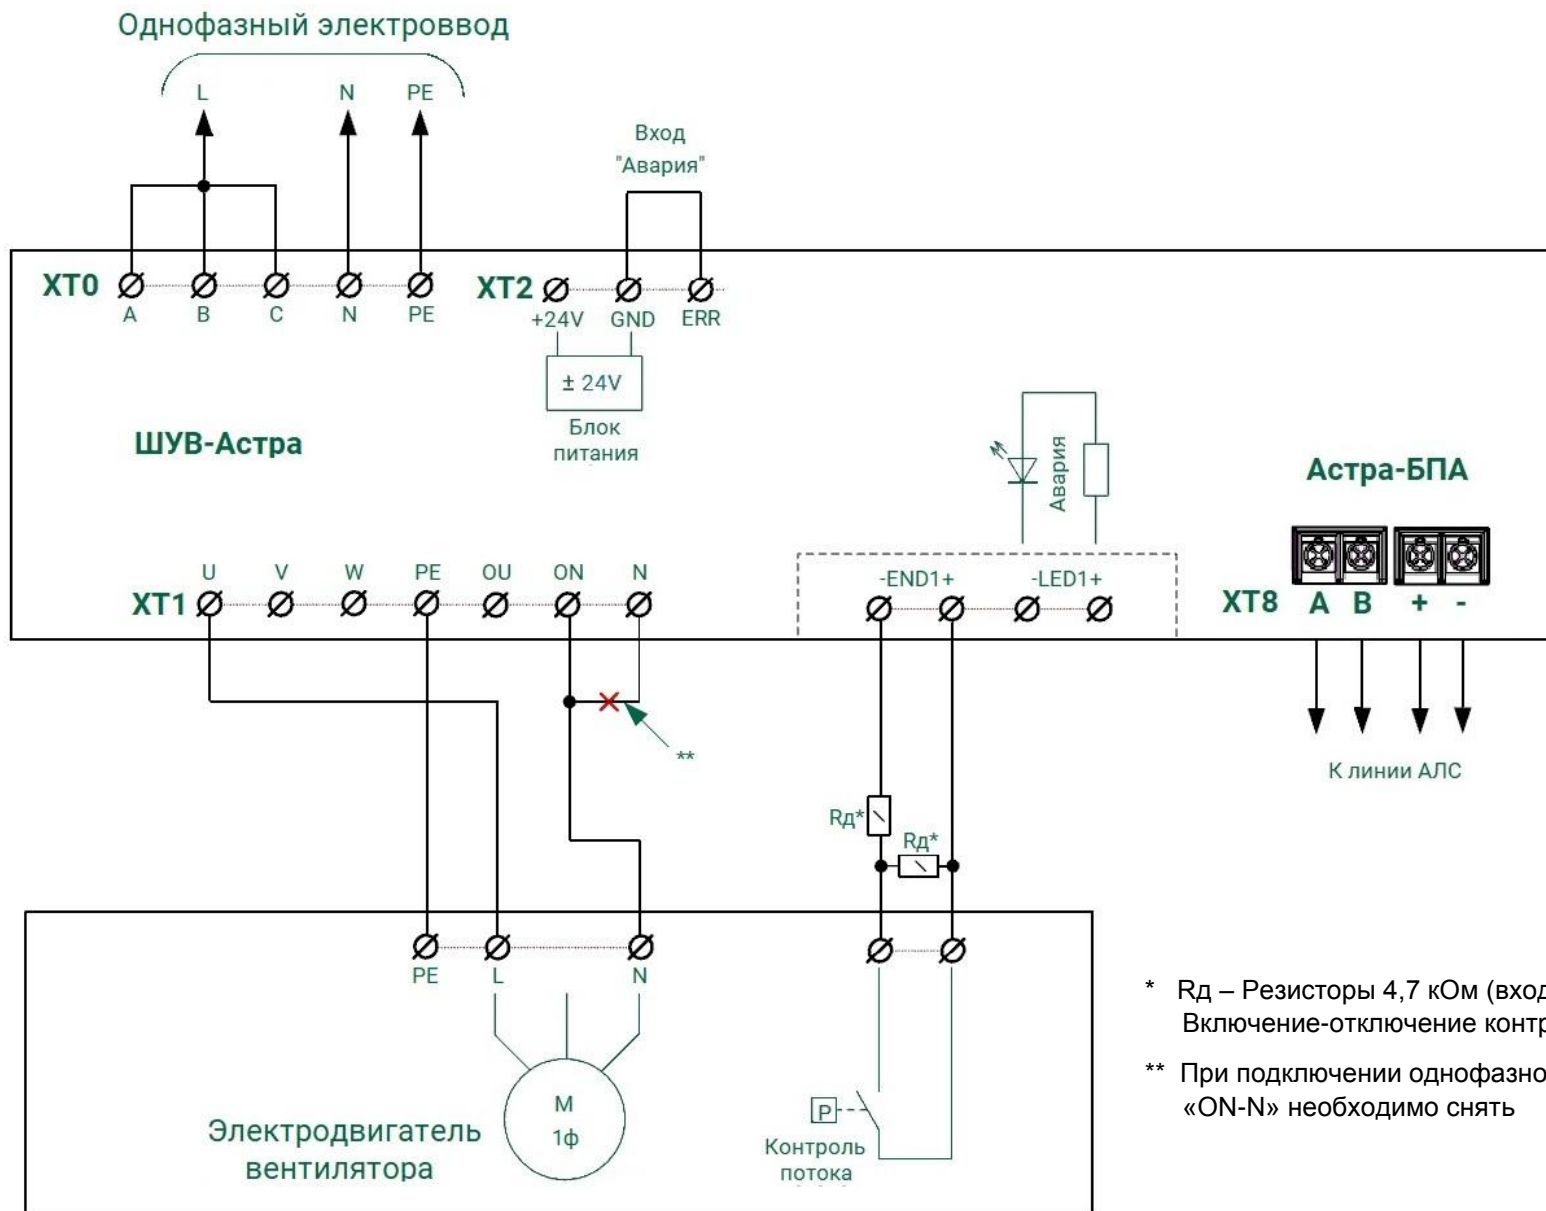 Однофазный электроввод
L N PE
Вход
"Авария"
XT0
A B C N PE
XT2
+24V GND ERR
± 24V
Блок
питания
ШУВ-Астра
Авария
Астра-БПА
XT1
U V W PE OU ON N
-END1+ -LED1+
XT8 A B + -
**
К линии АЛС
Rд*
Rд*
PE L N
M
1ф
Электродвигатель
вентилятора
P
Контроль
потока
* Rд – Резисторы 4,7 кОм
Включение-отключение
** При подключении
«ON-N» необходимо снять